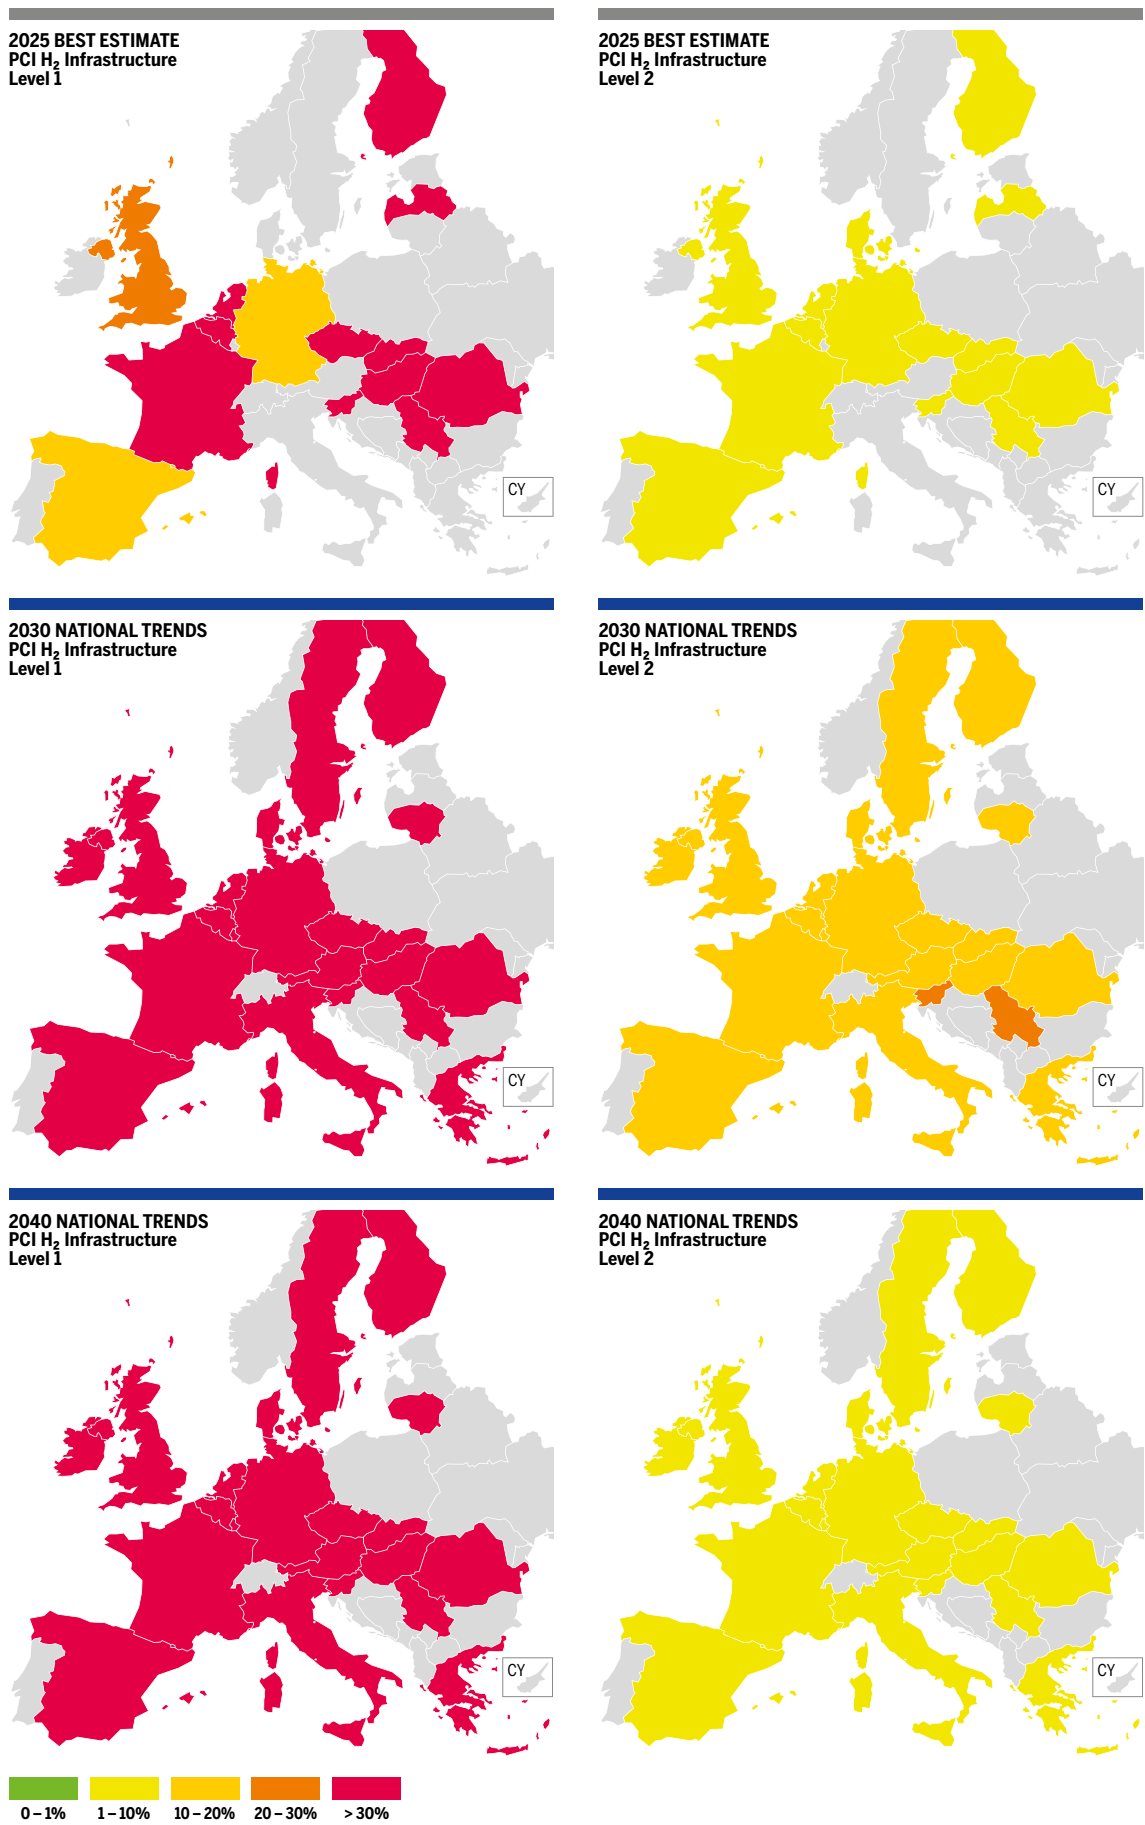 2025 BEST ESTIMATE
PCI H₂ Infrastructure
Level 1
CY
2025 BEST ESTIMATE
PCI H₂ Infrastructure
Level 2
CY
2030 NATIONAL TRENDS
PCI H₂ Infrastructure
Level 1
CY
2030 NATIONAL TRENDS
PCI H₂ Infrastructure
Level 2
CY
2040 NATIONAL TRENDS
PCI H₂ Infrastructure
Level 1
CY
2040 NATIONAL TRENDS
PCI H₂ Infrastructure
Level 2
CY
0 – 1% 1 – 10% 10 – 20% 20 – 30% > 30%